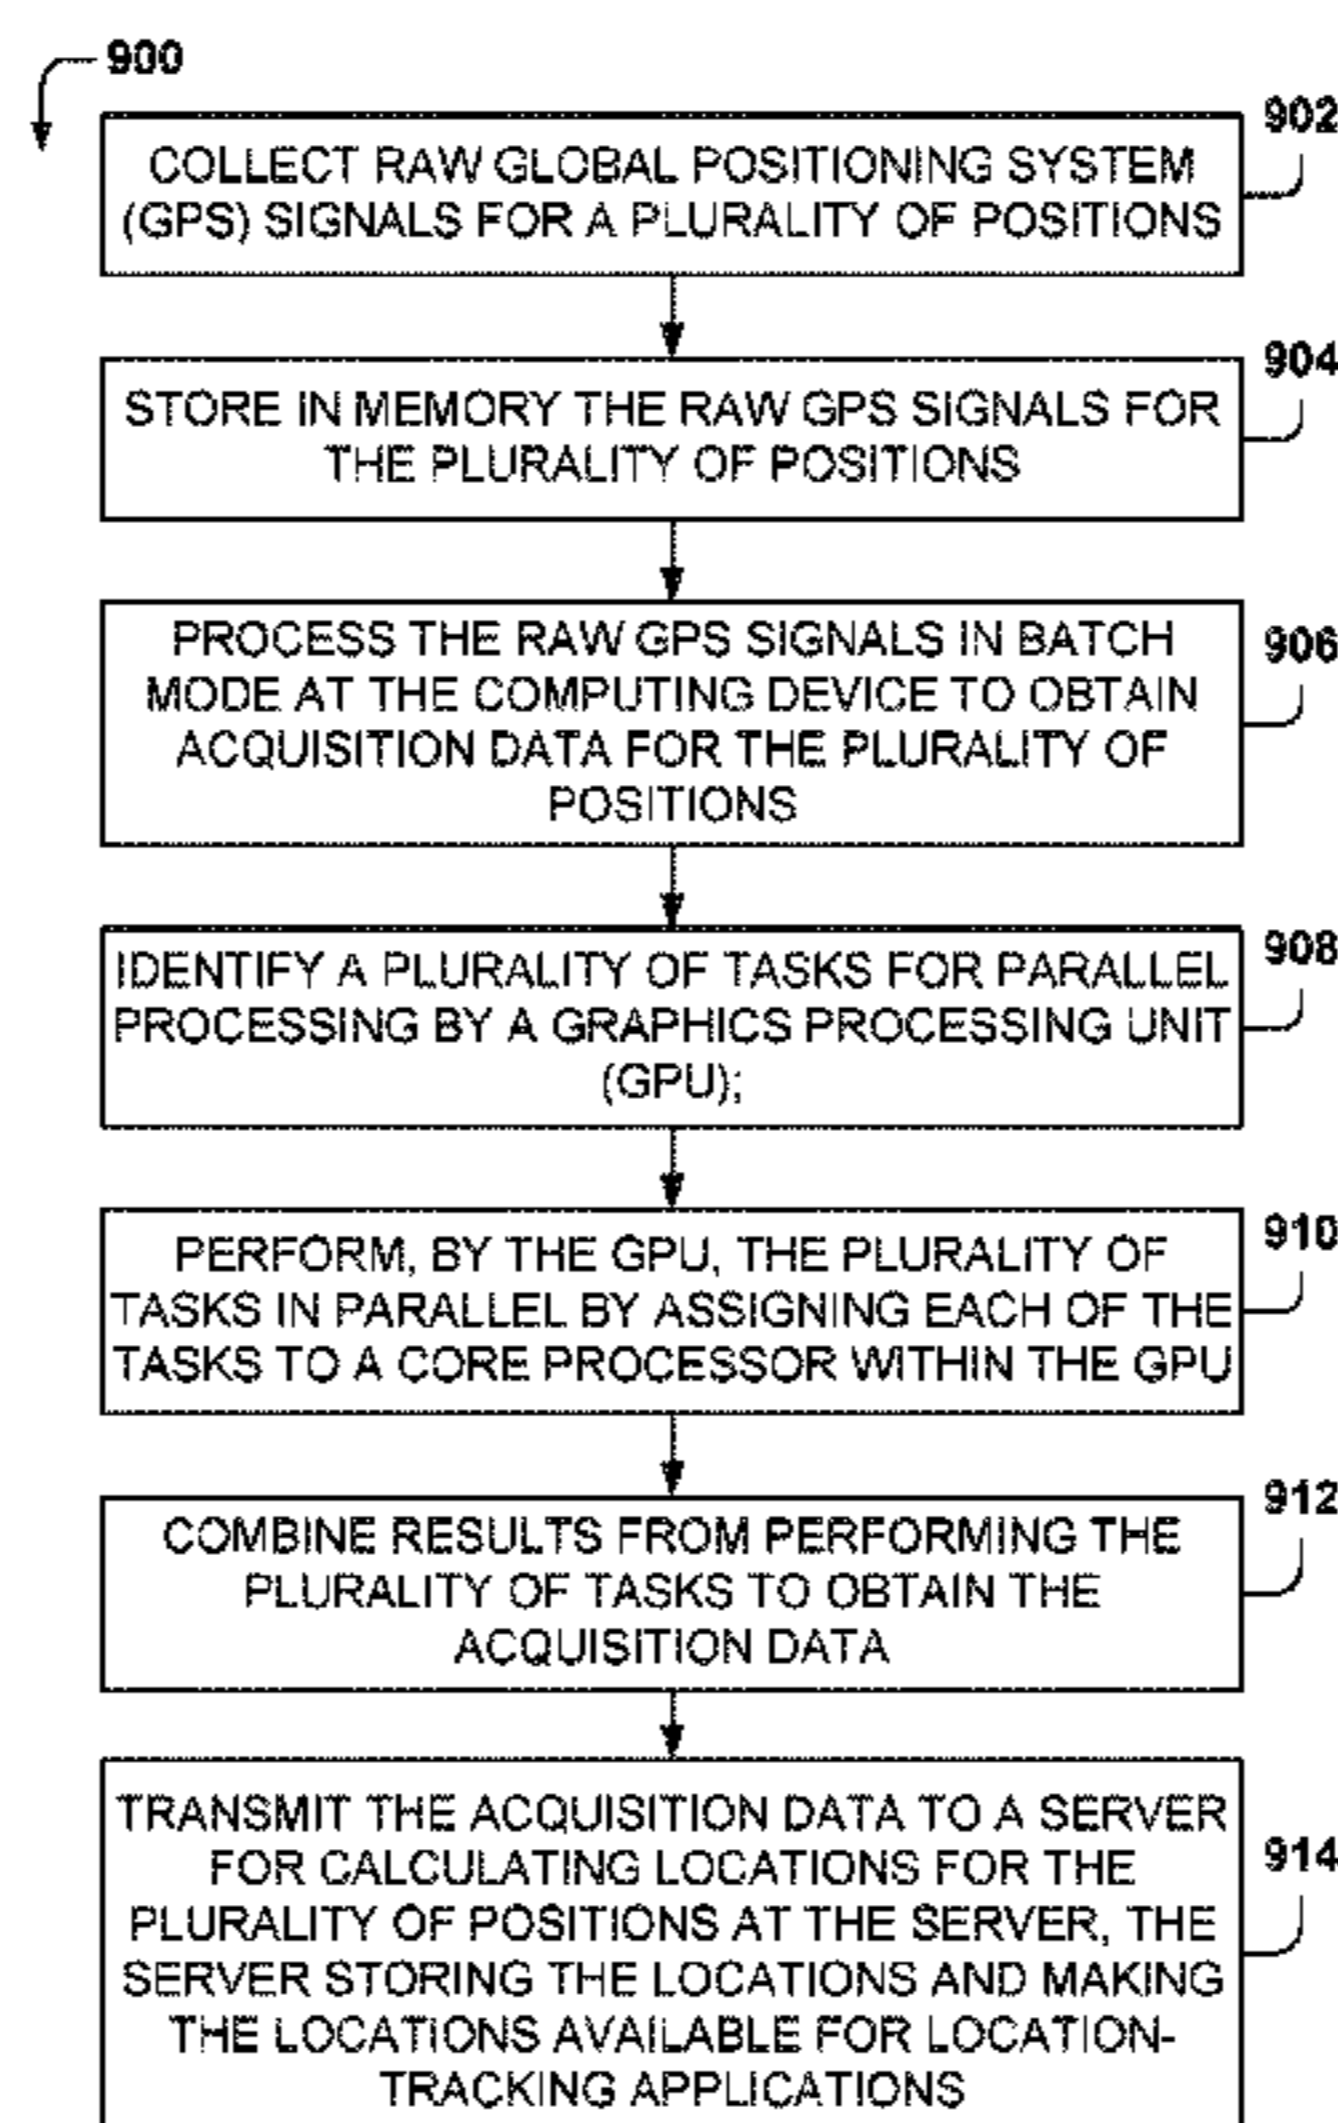 900
902
COLLECT RAW GLOBAL POSITIONING SYSTEM
(GPS) SIGNALS FOR A PLURALITY OF POSITIONS
904
STORE IN MEMORY THE RAW GPS SIGNALS FOR
THE PLURALITY OF POSITIONS
906
PROCESS THE RAW GPS SIGNALS IN BATCH
MODE AT THE COMPUTING DEVICE TO OBTAIN
ACQUISITION DATA FOR THE PLURALITY OF
POSITIONS
908
IDENTIFY A PLURALITY OF TASKS FOR PARALLEL
PROCESSING BY A GRAPHICS PROCESSING UNIT
(GPU);
910
PERFORM, BY THE GPU, THE PLURALITY OF
TASKS IN PARALLEL BY ASSIGNING EACH OF THE
TASKS TO A CORE PROCESSOR WITHIN THE GPU
912
COMBINE RESULTS FROM PERFORMING THE
PLURALITY OF TASKS TO OBTAIN THE
ACQUISITION DATA
914
TRANSMIT THE ACQUISITION DATA TO A SERVER
FOR CALCULATING LOCATIONS FOR THE
PLURALITY OF POSITIONS AT THE SERVER, THE
SERVER STORING THE LOCATIONS AND MAKING
THE LOCATIONS AVAILABLE FOR LOCATION-
TRACKING APPLICATIONS